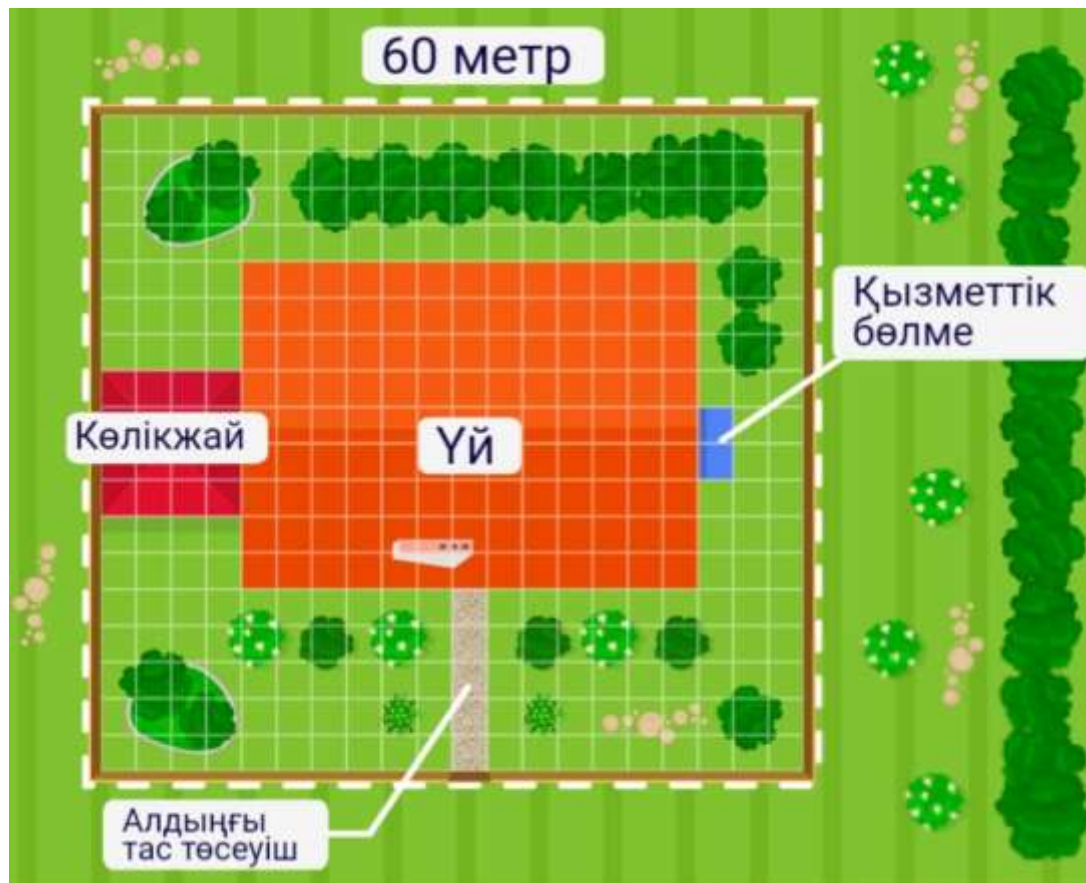 60 метр
Қызметтік
бөлме
Көлікжай
Үй
Алдыңғы
тас төсеуіш